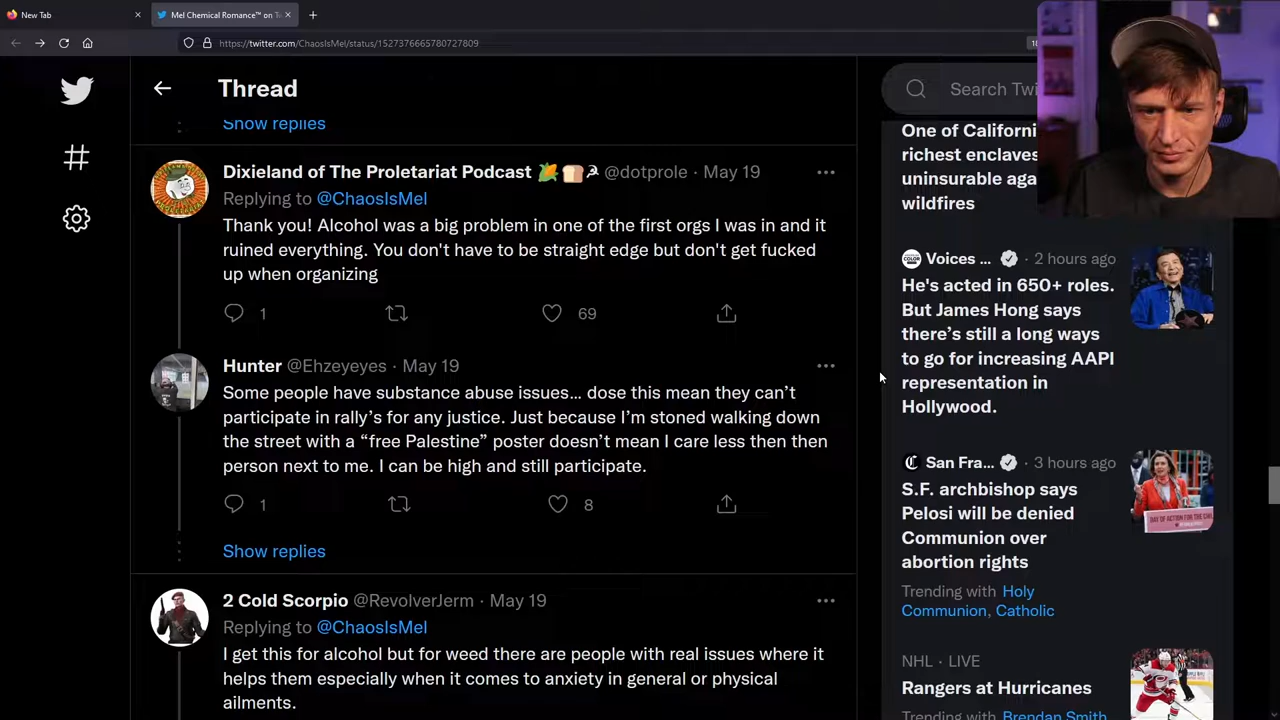 New Tab
Mel Chemical Romance™ on Tw
https://twitter.com/ChaosIsMel/status/1527376665780727809
Thread
Search Twi
Show replies
Dixieland of The Proletariat Podcast 🌽🍞☭ @dotprole · May 19
Replying to @ChaosIsMel
Thank you! Alcohol was a big problem in one of the first orgs I was in and it
ruined everything. You don't have to be straight edge but don't get fucked
up when organizing
1
69
Hunter @Ehzeyeyes · May 19
Some people have substance abuse issues… dose this mean they can’t
participate in rally’s for any justice. Just because I’m stoned walking down
the street with a “free Palestine” poster doesn’t mean I care less then then
person next to me. I can be high and still participate.
1
8
Show replies
2 Cold Scorpio @RevolverJerm · May 19
Replying to @ChaosIsMel
I get this for alcohol but for weed there are people with real issues where it
helps them especially when it comes to anxiety in general or physical
ailments.
One of Californi
richest enclaves
uninsurable aga
wildfires
Voices ... · 2 hours ago
He's acted in 650+ roles.
But James Hong says
there’s still a long ways
to go for increasing AAPI
representation in
Hollywood.
San Fra... · 3 hours ago
S.F. archbishop says
Pelosi will be denied
Communion over
abortion rights
Trending with Holy
Communion, Catholic
NHL · LIVE
Rangers at Hurricanes
Trending with Brendan Smith